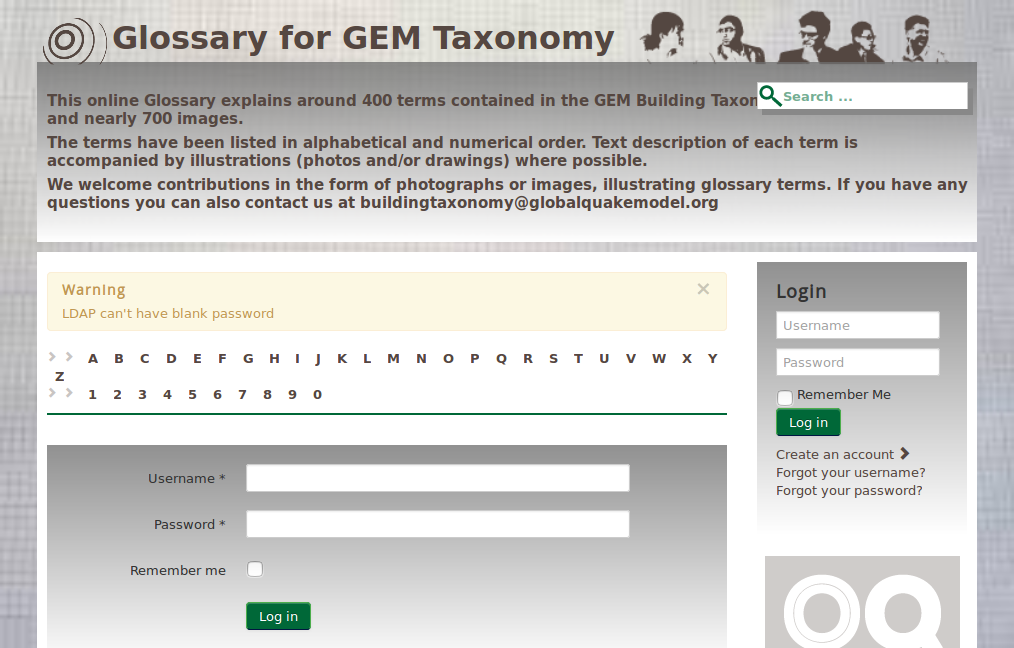 Glossary for GEM Taxonomy
This online Glossary explains around 400 terms contained in the GEM Building
and nearly 700 images.
Search ...
The terms have been listed in alphabetical and numerical order. Text description of each term is
accompanied by illustrations (photos and/or drawings) where possible.
We welcome contributions in the form of photographs or images, illustrating glossary terms. If you have any
questions you can also contact us at buildingtaxonomy@globalquakemodel.org
Warning
×
LDAP can't have blank password
A B C D E F G H I J K L M N O P Q R S T U V W X Y
Z
1 2 3 4 5 6 7 8 9 0
Username *
Password *
Remember me
Log in
Login
Username
Password
Remember Me
Log in
Create an account
Forgot your username?
Forgot your password?
OQ